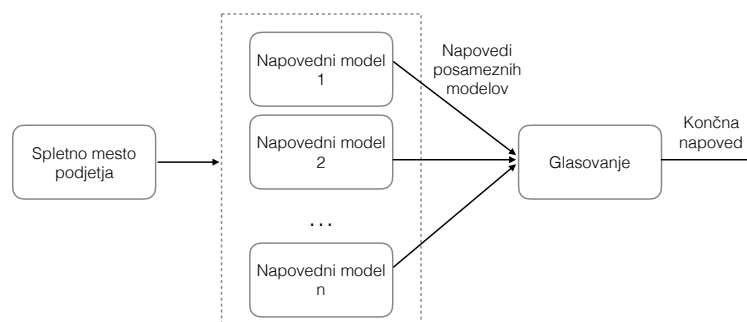 Spletno mesto
podjetja
Napovedni model
1
Napovedni model
2
...
Napovedni model
n
Napovedi
posameznih
modelov
Glasovanje
Končna
napoved